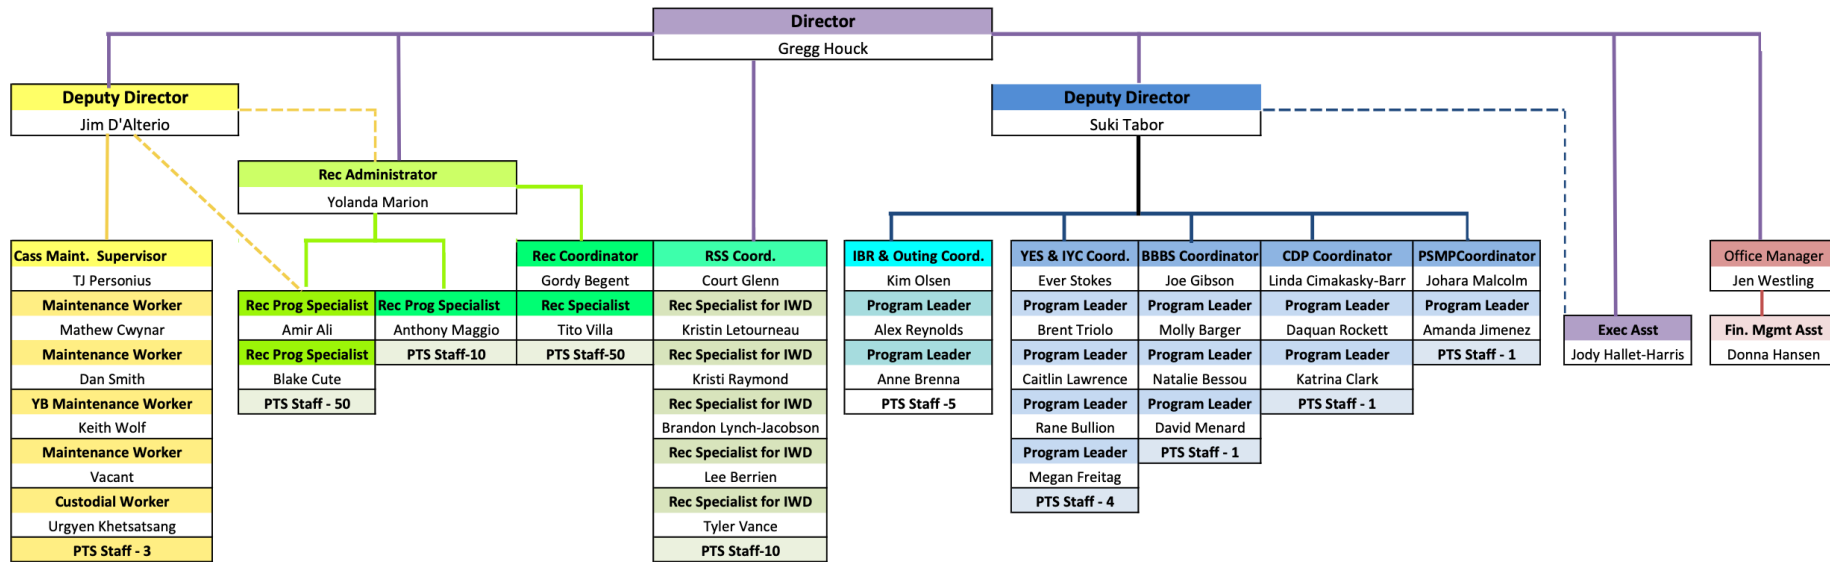 Director
Gregg Houck
Deputy Director
Jim D'Alterio
Deputy Director
Suki Tabor
Rec Administrator
Yolanda Marion
Cass Maint.  Supervisor
TJ Personius
Maintenance Worker
Mathew Cwynar
Maintenance Worker
Dan Smith
YB Maintenance Worker
Keith Wolf
Maintenance Worker
Vacant
Custodial Worker
Urgyen Khetsatsang
PTS Staff - 3
Rec Prog Specialist
Amir Ali
Rec Prog Specialist
Blake Cute
PTS Staff - 50
Rec Prog Specialist
Anthony Maggio
PTS Staff-10
Rec Coordinator
Gordy Begent
Rec Specialist
Tito Villa
PTS Staff-50
RSS Coord.
Court Glenn
Rec Specialist for IWD
Kristin Letourneau
Rec Specialist for IWD
Kristi Raymond
Rec Specialist for IWD
Brandon Lynch-Jacobson
Rec Specialist for IWD
Lee Berrien
Rec Specialist for IWD
Tyler Vance
PTS Staff-10
IBR & Outing Coord.
Kim Olsen
Program Leader
Alex Reynolds
Program Leader
Anne Brenna
PTS Staff -5
YES & IYC Coord.
Ever Stokes
Program Leader
Brent Triolo
Program Leader
Caitlin Lawrence
Program Leader
Rane Bullion
Program Leader
Megan Freitag
PTS Staff - 4
BBBS Coordinator
Joe Gibson
Program Leader
Molly Barger
Program Leader
Natalie Bessou
Program Leader
David Menard
PTS Staff - 1
CDP Coordinator
Linda Cimakasky-Barr
Program Leader
Daquan Rockett
Program Leader
Katrina Clark
PTS Staff - 1
PSMPCoordinator
Johara Malcolm
Program Leader
Amanda Jimenez
PTS Staff - 1
Exec Asst
Jody Hallet-Harris
Office Manager
Jen Westling
Fin. Mgmt Asst
Donna Hansen